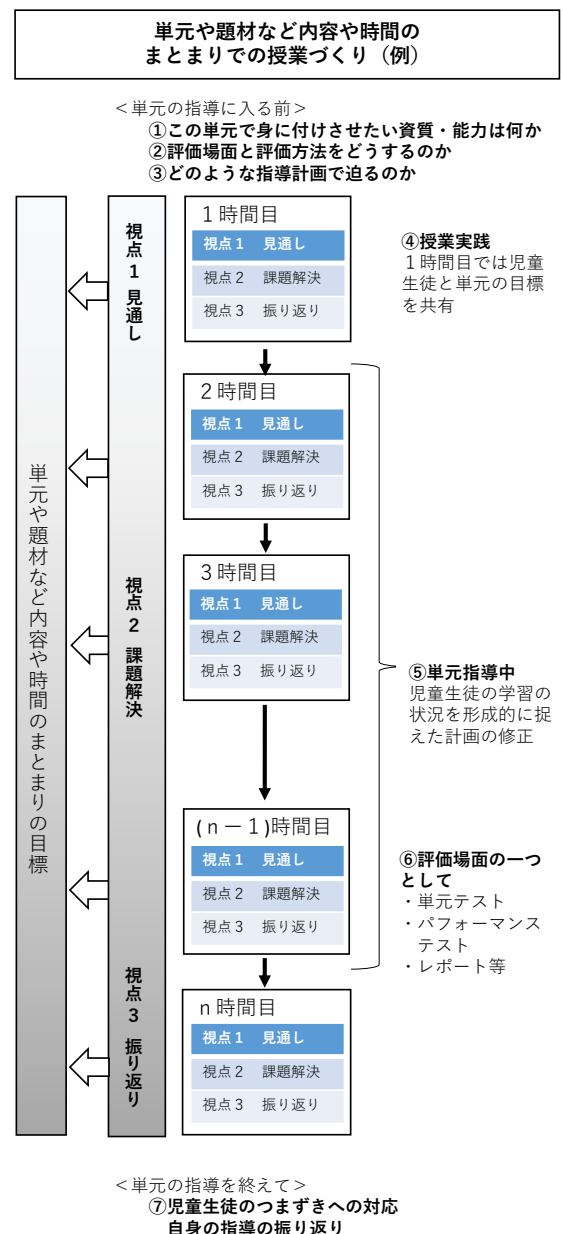 単元や題材など内容や時間の
まとまりでの授業づくり（例）
＜単元の指導に入る前＞
①この単元で身に付けさせたい資質・能力は何か
②評価場面と評価方法をどうするのか
③どのような指導計画で迫るのか
単元や題材など内容や時間のまとまりの目標
視点１ 見通し
視点２ 課題解決
視点３ 振り返り
１時間目
視点１ 見通し
視点２ 課題解決
視点３ 振り返り
④授業実践
１時間目では児童
生徒と単元の目標
を共有
２時間目
視点１ 見通し
視点２ 課題解決
視点３ 振り返り
３時間目
視点１ 見通し
視点２ 課題解決
視点３ 振り返り
⑤単元指導中
児童生徒の学習の
状況を形成的に捉
えた計画の修正
(ｎ－１)時間目
視点１ 見通し
視点２ 課題解決
視点３ 振り返り
⑥評価場面の一つ
として
・単元テスト
・パフォーマンス
テスト
・レポート等
ｎ時間目
視点１ 見通し
視点２ 課題解決
視点３ 振り返り
＜単元の指導を終えて＞
⑦児童生徒のつまずきへの対応
自身の指導の振り返り